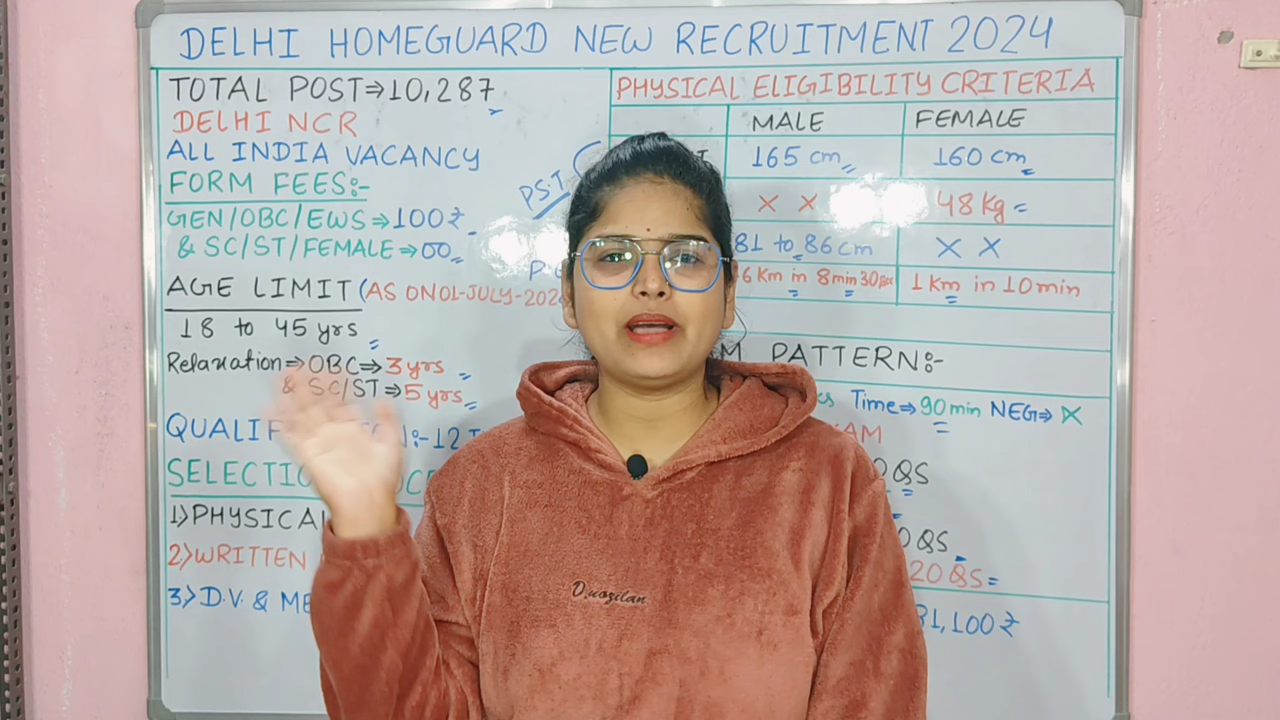 DELHI HOMEGUARD NEW RECRUITMENT 2024
TOTAL POST⇒10,287
DELHI NCR
ALL INDIA VACANCY
FORM FEES:-
GEN/OBC/EWS⇒100₹
& SC/ST/FEMALE⇒00
AGE LIMIT (AS ON 01-JULY-202
18 to 45 yrs
Relaxation⇒OBC⇒3 yrs
& SC/ST⇒5 yrs
:-12
1) PHYSICAL
2) WRITTEN
3) D.V. &
PHYSICAL ELIGIBILITY CRITERIA
MALE FEMALE
165 cm 160 cm
X X 48 Kg
81 to 86 cm X X
6 Km in 8 min 30 sec 1 Km in 10 min
PATTERN:-
Time⇒90 min NEG⇒X
QS
QS
20 QS
1,100₹
D.uozilan